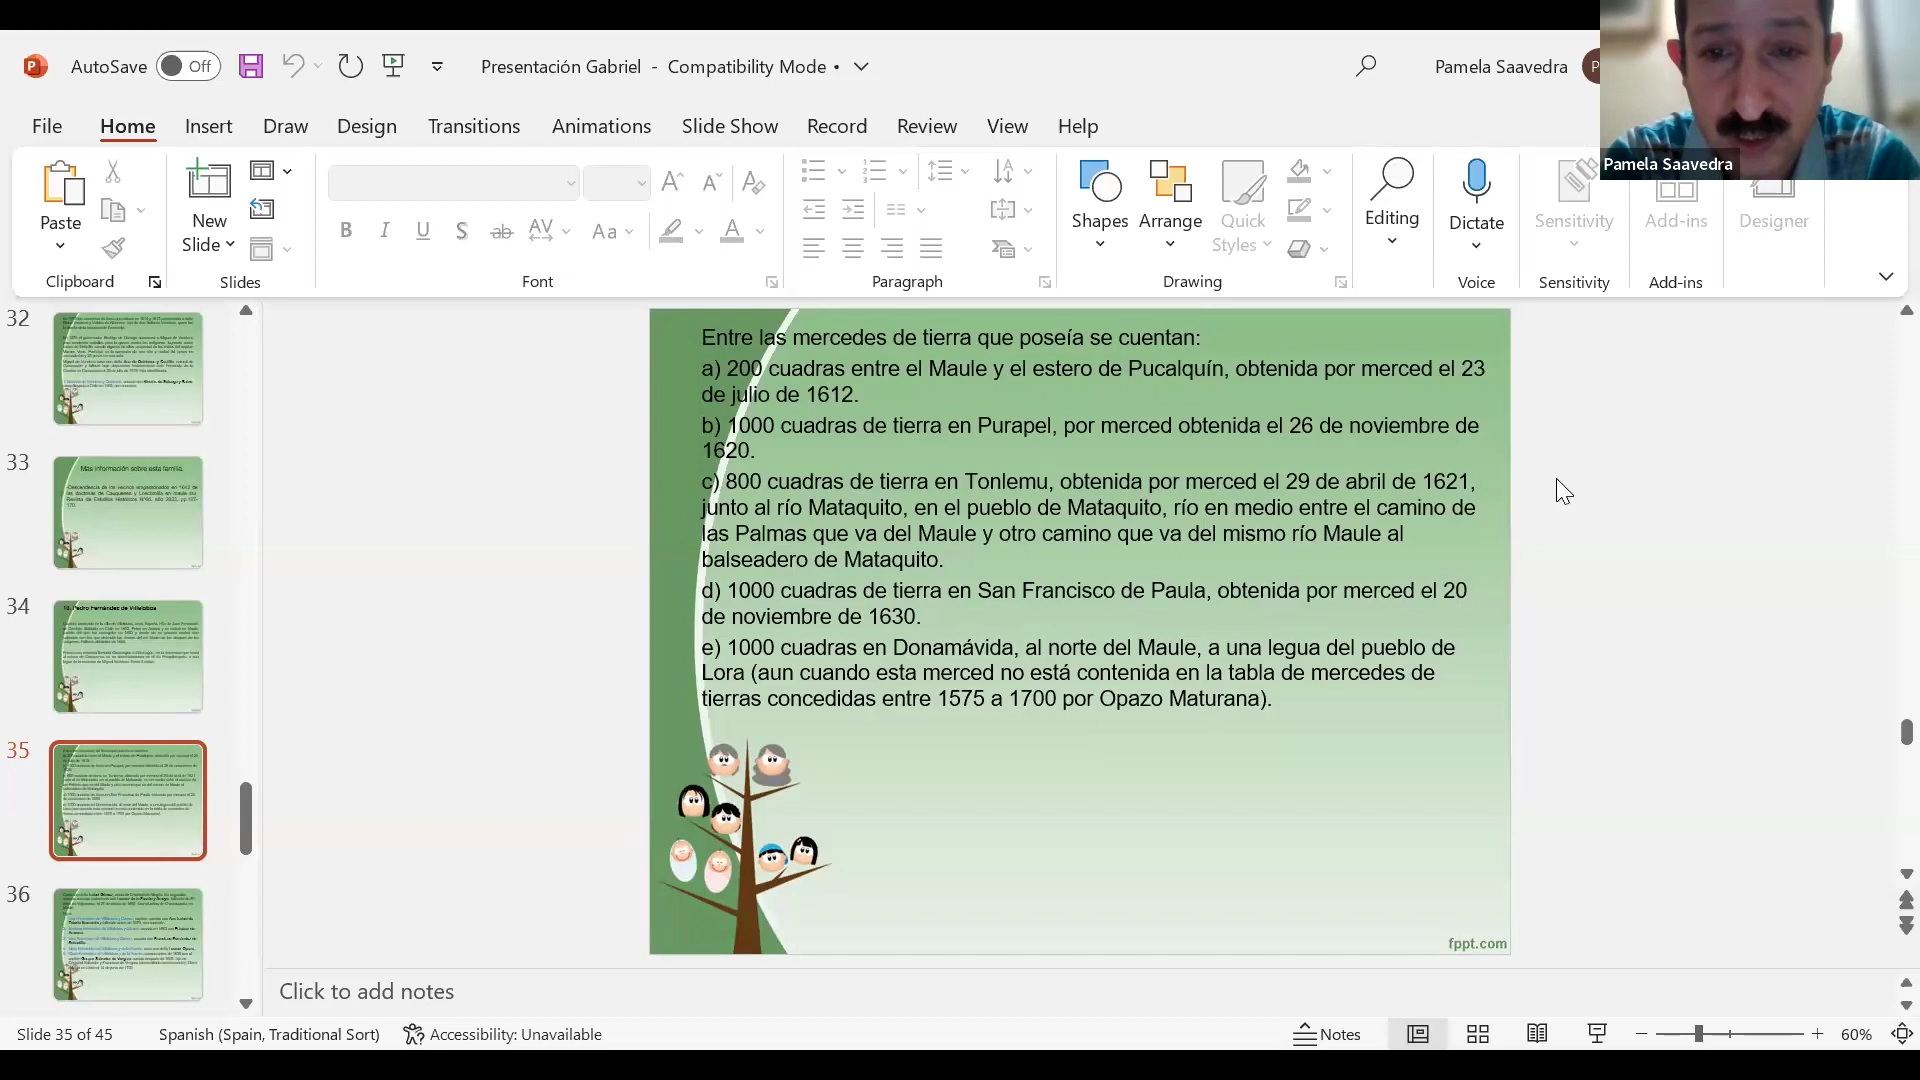 AutoSave Off Presentación Gabriel - Compatibility Mode • Pamela Saavedra
File Home Insert Draw Design Transitions Animations Slide Show Record Review View Help
Pamela Saavedra
Paste
New
Slide
Shapes
Arrange
Quick
Styles
Editing
Dictate
Sensitivity
Add-ins
Designer
Clipboard Slides Font Paragraph Drawing Voice Sensitivity Add-ins
32
33
Más información sobre esta familia.
34
35
36
Entre las mercedes de tierra que poseía se cuentan:
a) 200 cuadras entre el Maule y el estero de Pucalquín, obtenida por merced el 23
de julio de 1612.
b) 1000 cuadras de tierra en Purapel, por merced obtenida el 26 de noviembre de
1620.
c) 800 cuadras de tierra en Tonlemu, obtenida por merced el 29 de abril de 1621,
junto al río Mataquito, en el pueblo de Mataquito, río en medio entre el camino de
las Palmas que va del Maule y otro camino que va del mismo río Maule al
balseadero de Mataquito.
d) 1000 cuadras de tierra en San Francisco de Paula, obtenida por merced el 20
de noviembre de 1630.
e) 1000 cuadras en Donamávida, al norte del Maule, a una legua del pueblo de
Lora (aun cuando esta merced no está contenida en la tabla de mercedes de
tierras concedidas entre 1575 a 1700 por Opazo Maturana).
fppt.com
Click to add notes
Slide 35 of 45 Spanish (Spain, Traditional Sort) Accessibility: Unavailable Notes 60%